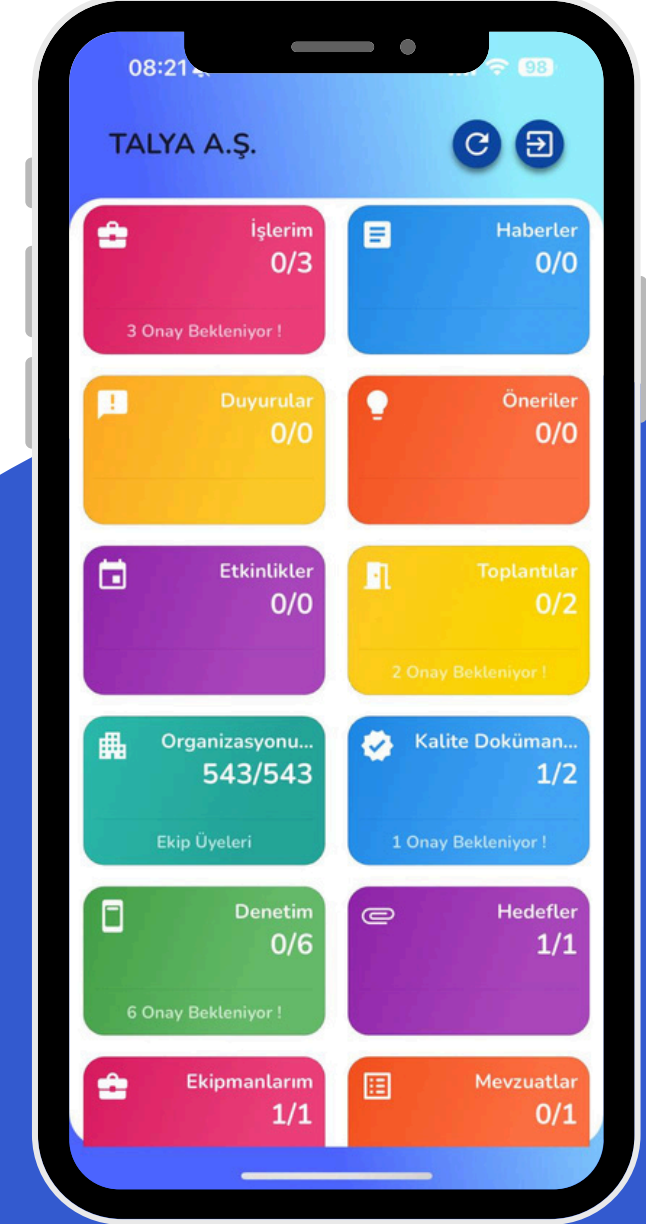 08:21
98
TALYA A.Ş.
İşlerim
0/3
3 Onay Bekleniyor !
Haberler
0/0
Duyurular
0/0
Öneriler
0/0
Etkinlikler
0/0
Toplantılar
0/2
2 Onay Bekleniyor !
Organizasyonu...
543/543
Ekip Üyeleri
Kalite Doküman...
1/2
1 Onay Bekleniyor !
Denetim
0/6
6 Onay Bekleniyor !
Hedefler
1/1
Ekipmanlarım
1/1
Mevzuatlar
0/1